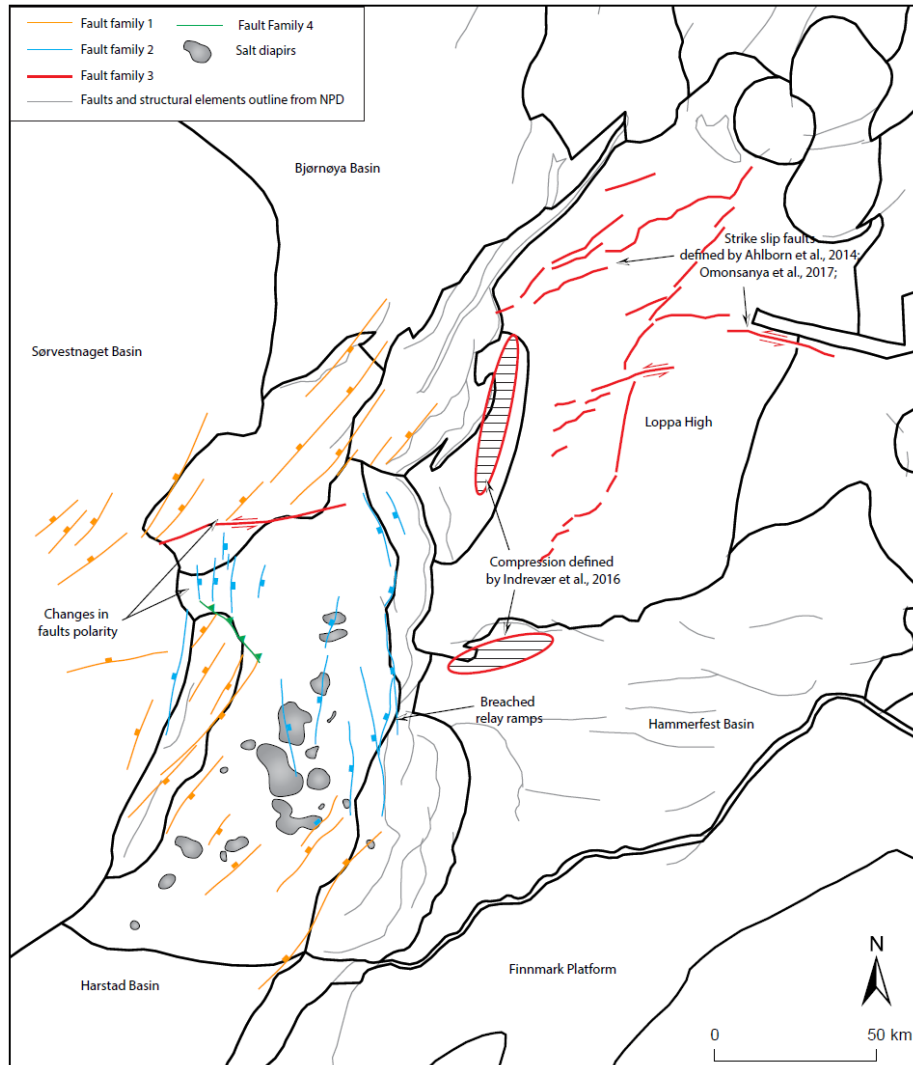 Fault family 1
Fault family 2
Fault family 3
Faults and structural elements outline from NPD
Fault Family 4
Salt diapirs
Bjørnøya Basin
Strike slip faults
defined by Ahlborn et al., 2014;
Omonsanya et al., 2017;
Sørvestnaget Basin
Loppa High
Compression defined
by Indrevær et al., 2016
Changes in
faults polarity
Breached
relay ramps
Hammerfest Basin
Harstad Basin
Finnmark Platform
N
0 50 km